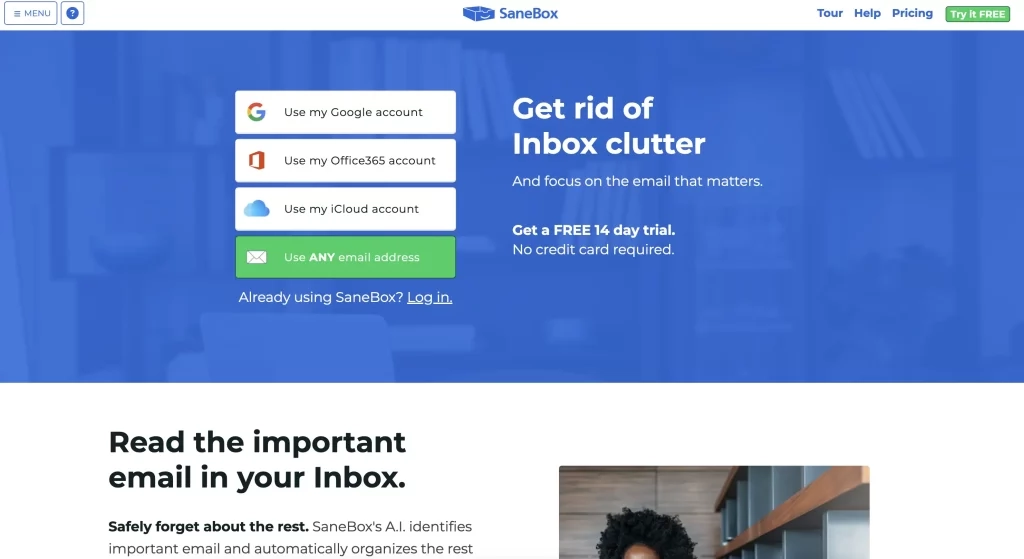 ≡ MENU
?
SaneBox
Tour Help Pricing Try it FREE
Use my Google account
Use my Office365 account
Use my iCloud account
Use ANY email address
Already using SaneBox? Log in.
Get rid of
Inbox clutter
And focus on the email that matters.
Get a FREE 14 day trial.
No credit card required.
Read the important
email in your Inbox.
Safely forget about the rest. SaneBox's A.I. identifies
important email and automatically organizes the rest